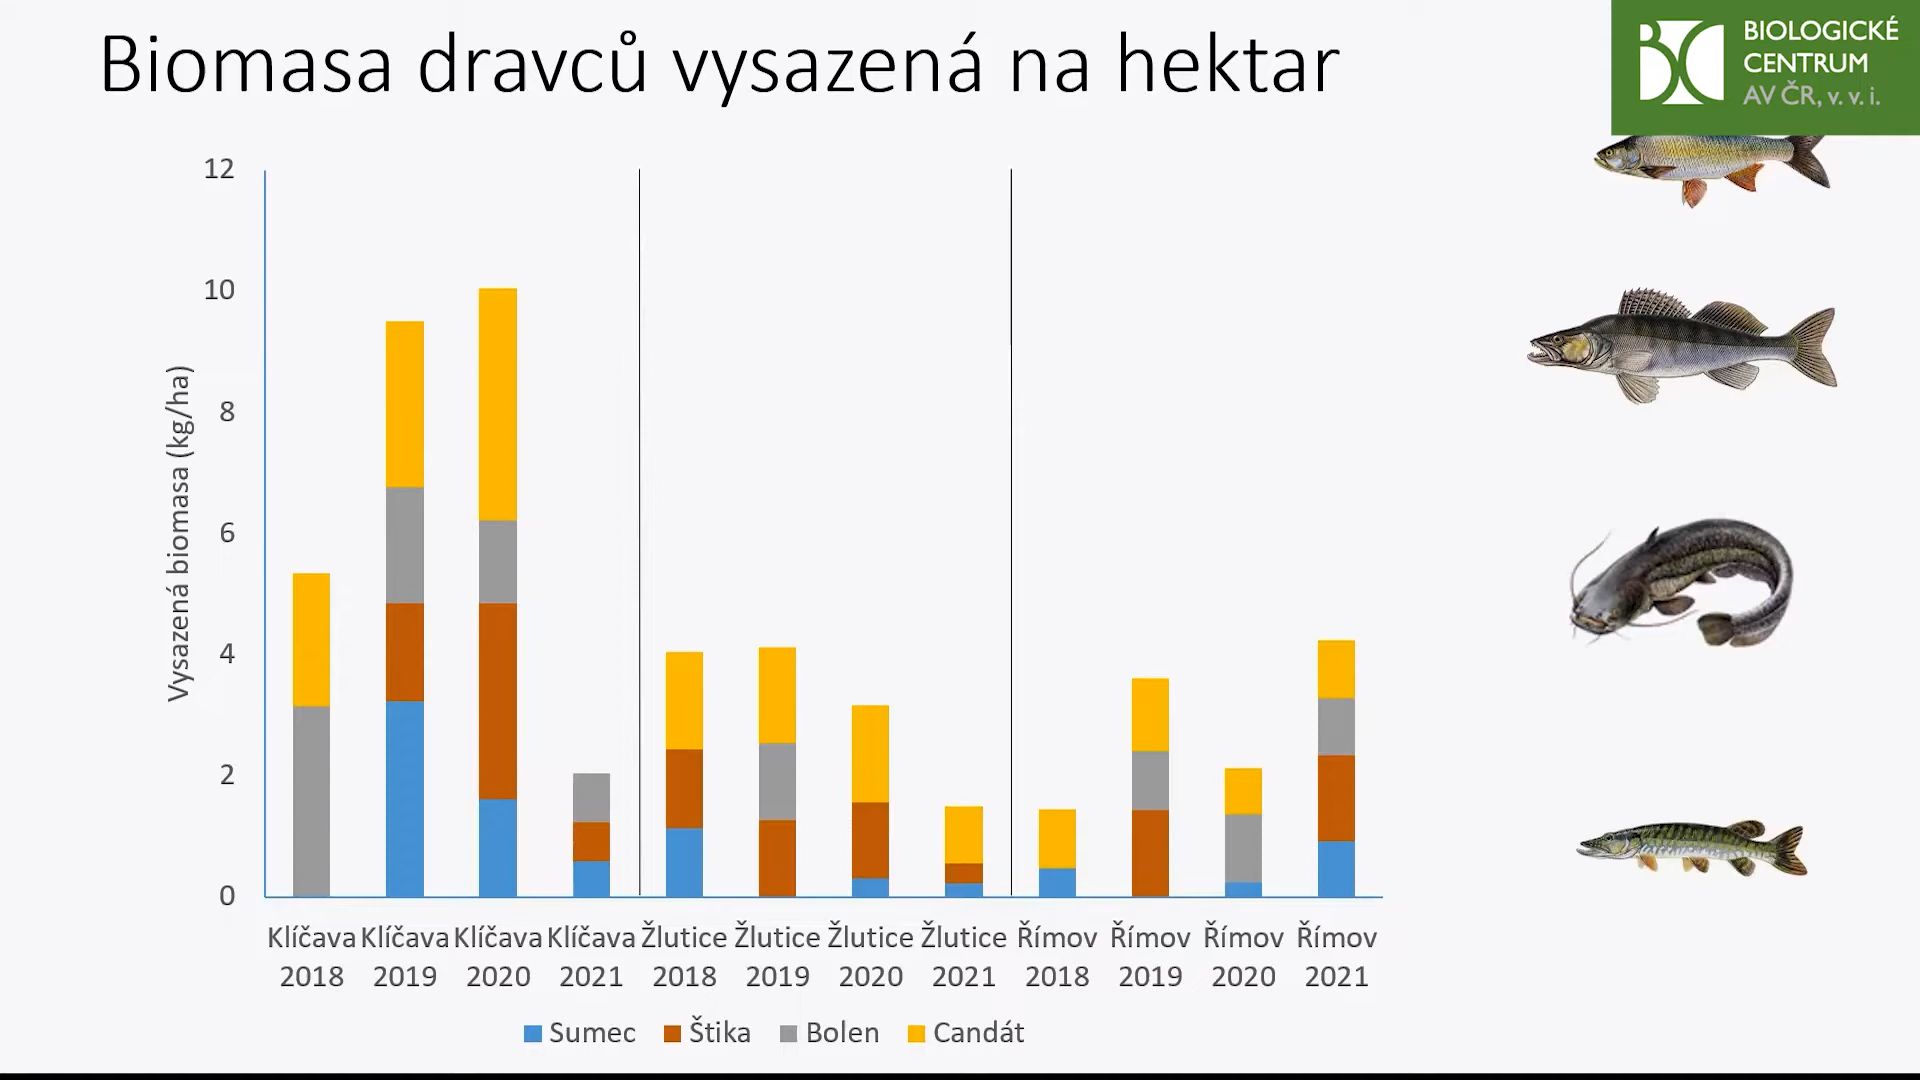 Biomasa dravců vysazená na hektar
BIOLOGICKÉ
CENTRUM
AV ČR, v. v. i.
Vysazená biomasa (kg/ha)
12
10
8
6
4
2
0
Klíčava Klíčava Klíčava Klíčava Žlutice Žlutice Žlutice Žlutice Římov Římov Římov Římov
2018 2019 2020 2021 2018 2019 2020 2021 2018 2019 2020 2021
Sumec Štika Bolen Candát